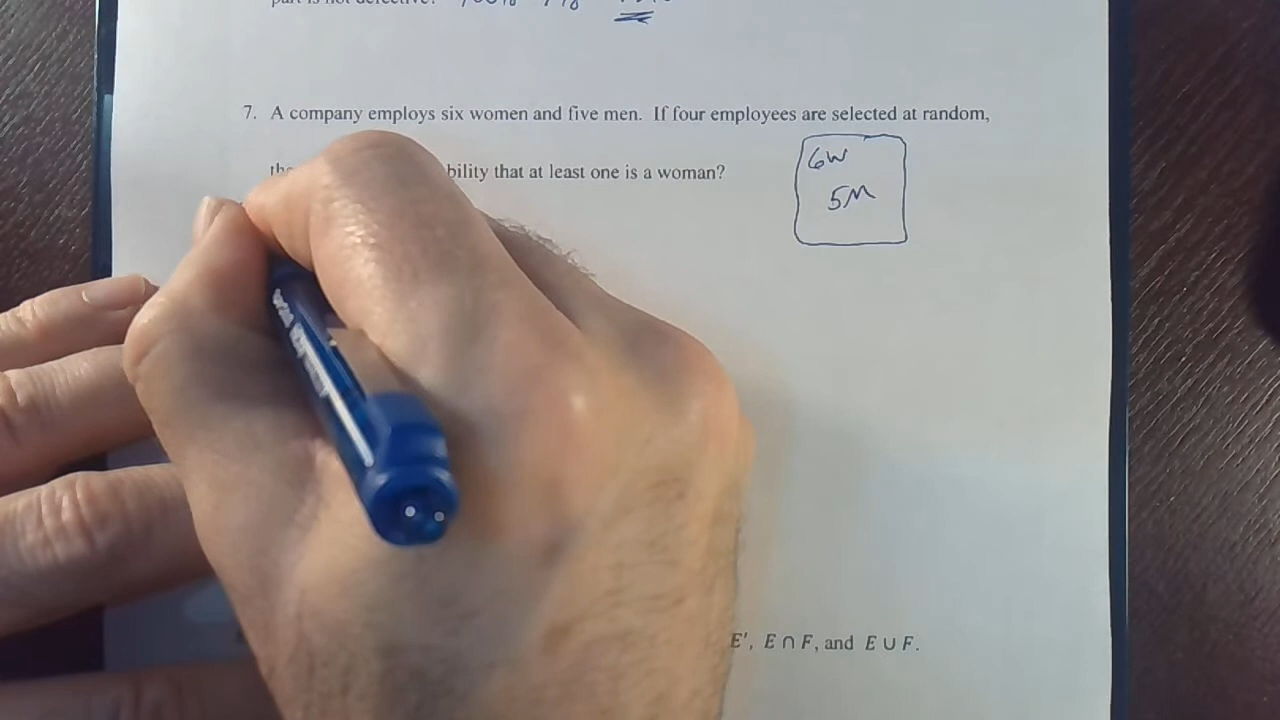 7. A company employs six women and five men. If four employees are selected at random,
bility that at least one is a woman?
6W
5M
E′, E ∩ F, and E ∪ F.